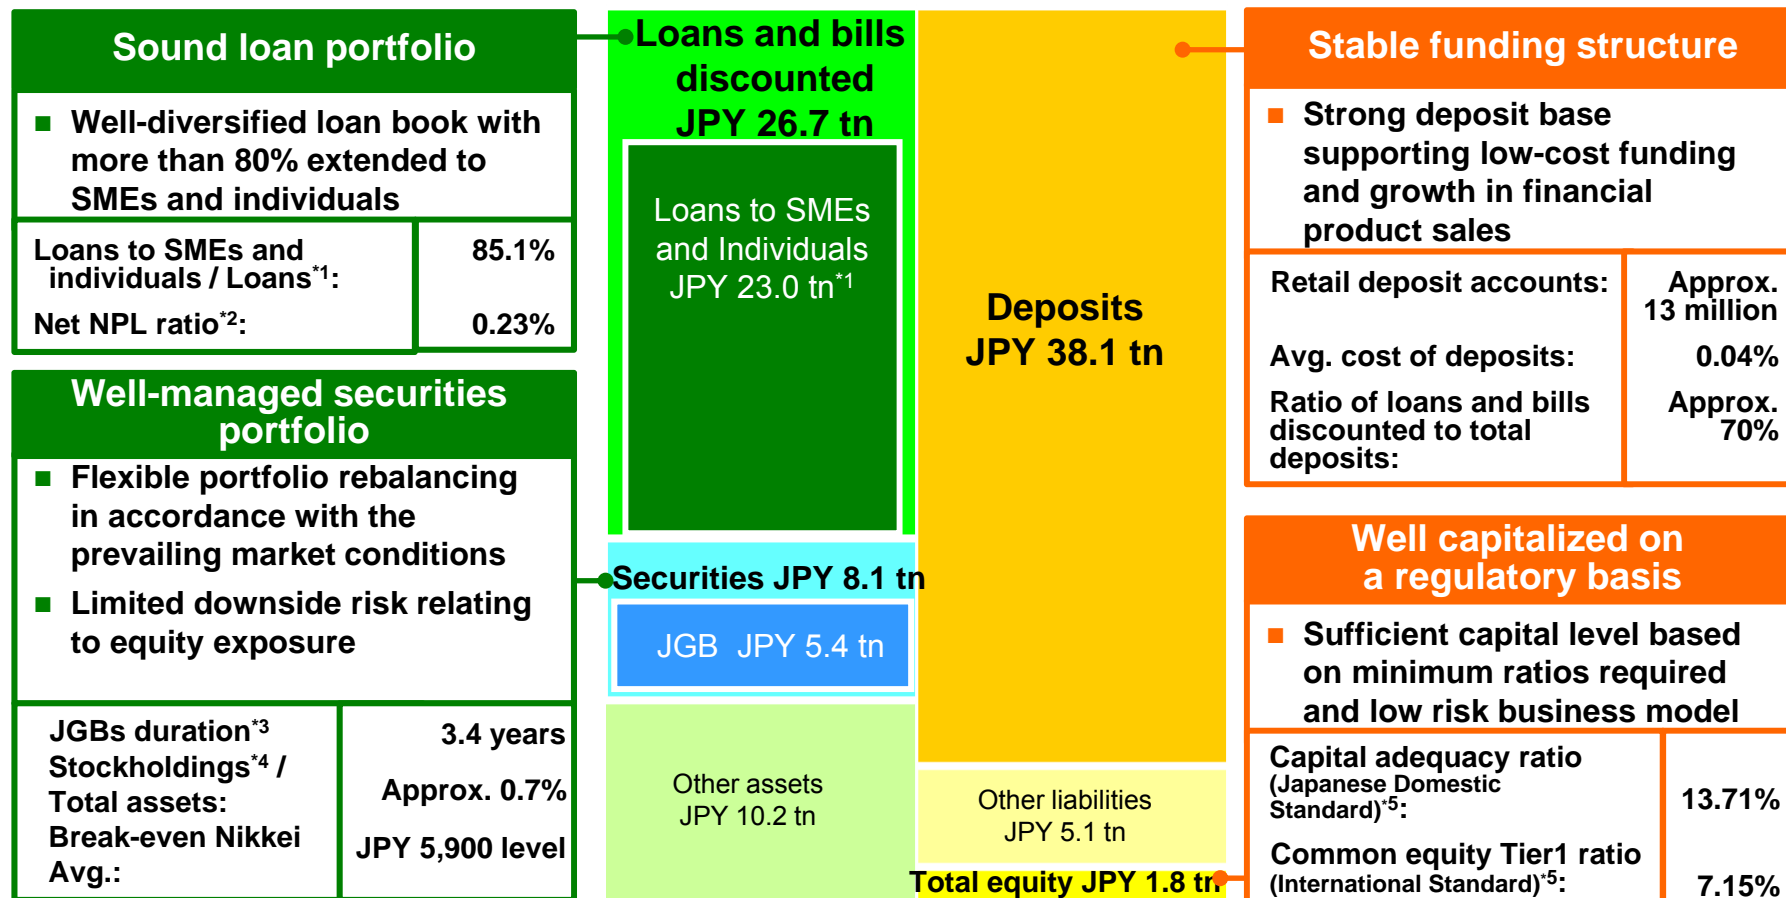 Sound loan portfolio
■ Well-diversified loan book with
more than 80% extended to
SMEs and individuals
Loans to SMEs and
individuals / Loans*1:
85.1%
Net NPL ratio*2:
0.23%
Well-managed securities
portfolio
■ Flexible portfolio rebalancing
in accordance with the
prevailing market conditions
■ Limited downside risk relating
to equity exposure
JGBs duration*3
3.4 years
Stockholdings*4 /
Total assets:
Approx. 0.7%
Break-even Nikkei
Avg.:
JPY 5,900 level
Loans and bills
discounted
JPY 26.7 tn
Loans to SMEs
and Individuals
JPY 23.0 tn*1
Securities JPY 8.1 tn
JGB JPY 5.4 tn
Other assets
JPY 10.2 tn
Deposits
JPY 38.1 tn
Other liabilities
JPY 5.1 tn
Total equity JPY 1.8 tn
Stable funding structure
■ Strong deposit base
supporting low-cost funding
and growth in financial
product sales
Retail deposit accounts:
Approx.
13 million
Avg. cost of deposits:
0.04%
Ratio of loans and bills
discounted to total
deposits:
Approx.
70%
Well capitalized on
a regulatory basis
■ Sufficient capital level based
on minimum ratios required
and low risk business model
Capital adequacy ratio
(Japanese Domestic
Standard)*5:
13.71%
Common equity Tier1 ratio
(International Standard)*5:
7.15%